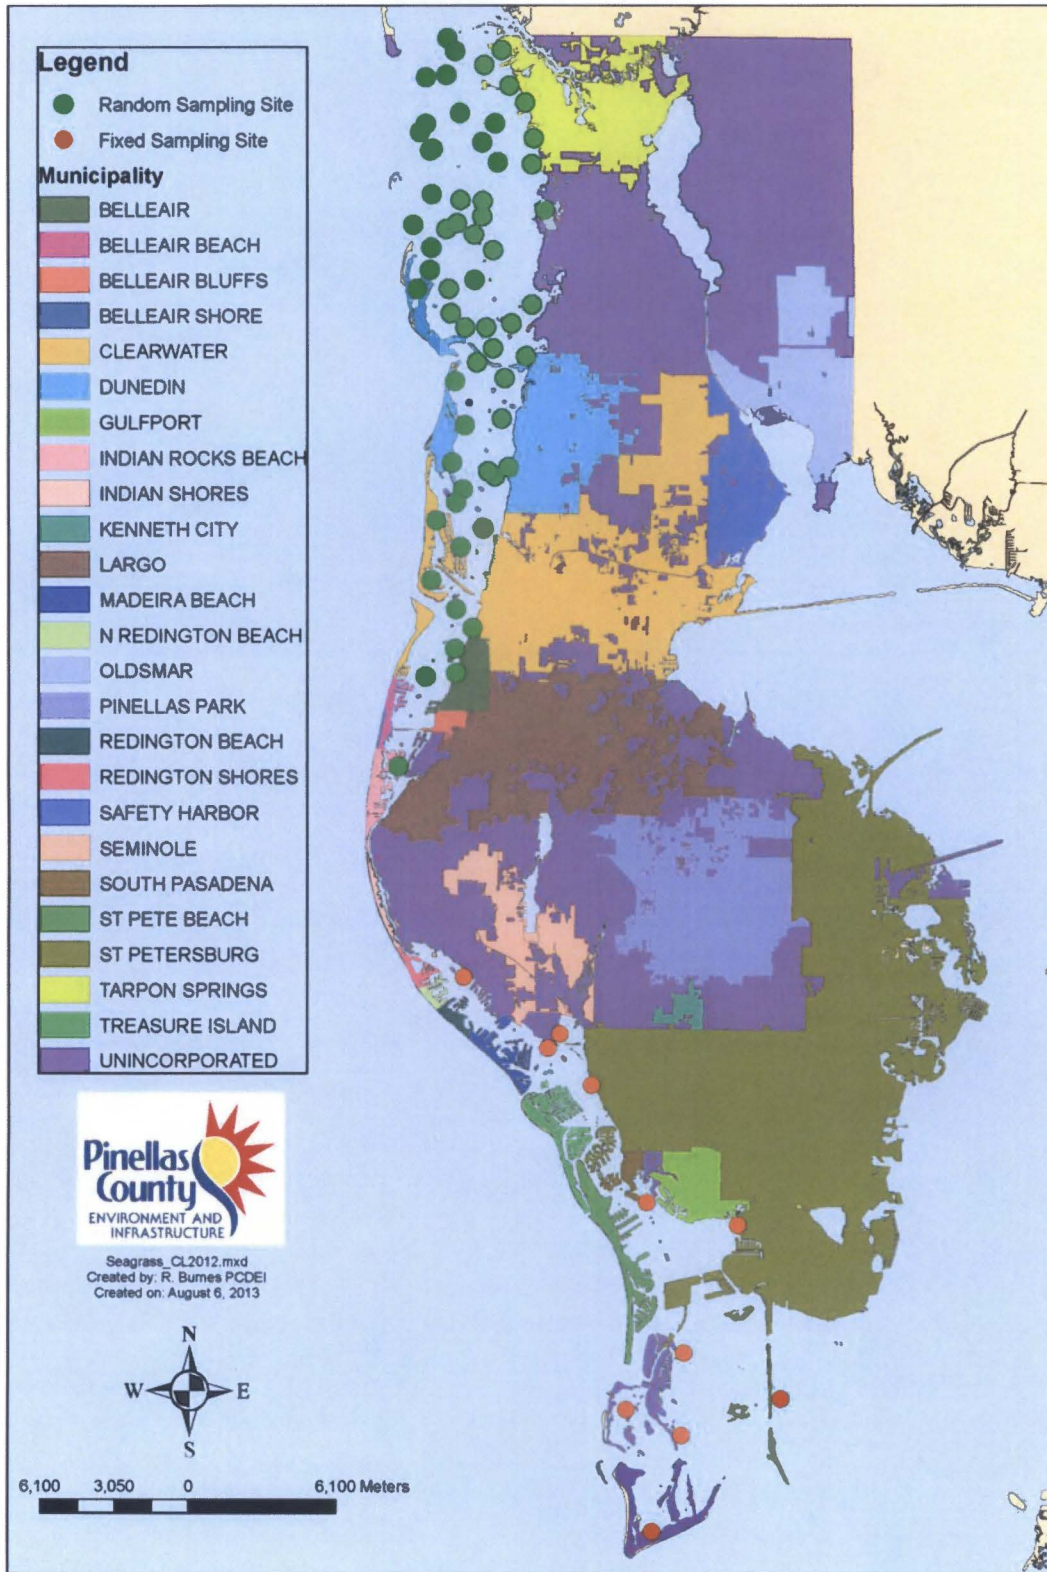 Legend
Random Sampling Site
Fixed Sampling Site
Municipality
BELLEAIR
BELLEAIR BEACH
BELLEAIR BLUFFS
BELLEAIR SHORE
CLEARWATER
DUNEDIN
GULFPORT
INDIAN ROCKS BEACH
INDIAN SHORES
KENNETH CITY
LARGO
MADEIRA BEACH
N REDINGTON BEACH
OLDSMAR
PINELLAS PARK
REDINGTON BEACH
REDINGTON SHORES
SAFETY HARBOR
SEMINOLE
SOUTH PASADENA
ST PETE BEACH
ST PETERSBURG
TARPON SPRINGS
TREASURE ISLAND
UNINCORPORATED
Pinellas
County
ENVIRONMENT AND
INFRASTRUCTURE
Seagrass_CL2012.mxd
Created by: R. Burnes PCDEI
Created on: August 6, 2013
N
W E
S
6,100 3,050 0 6,100 Meters